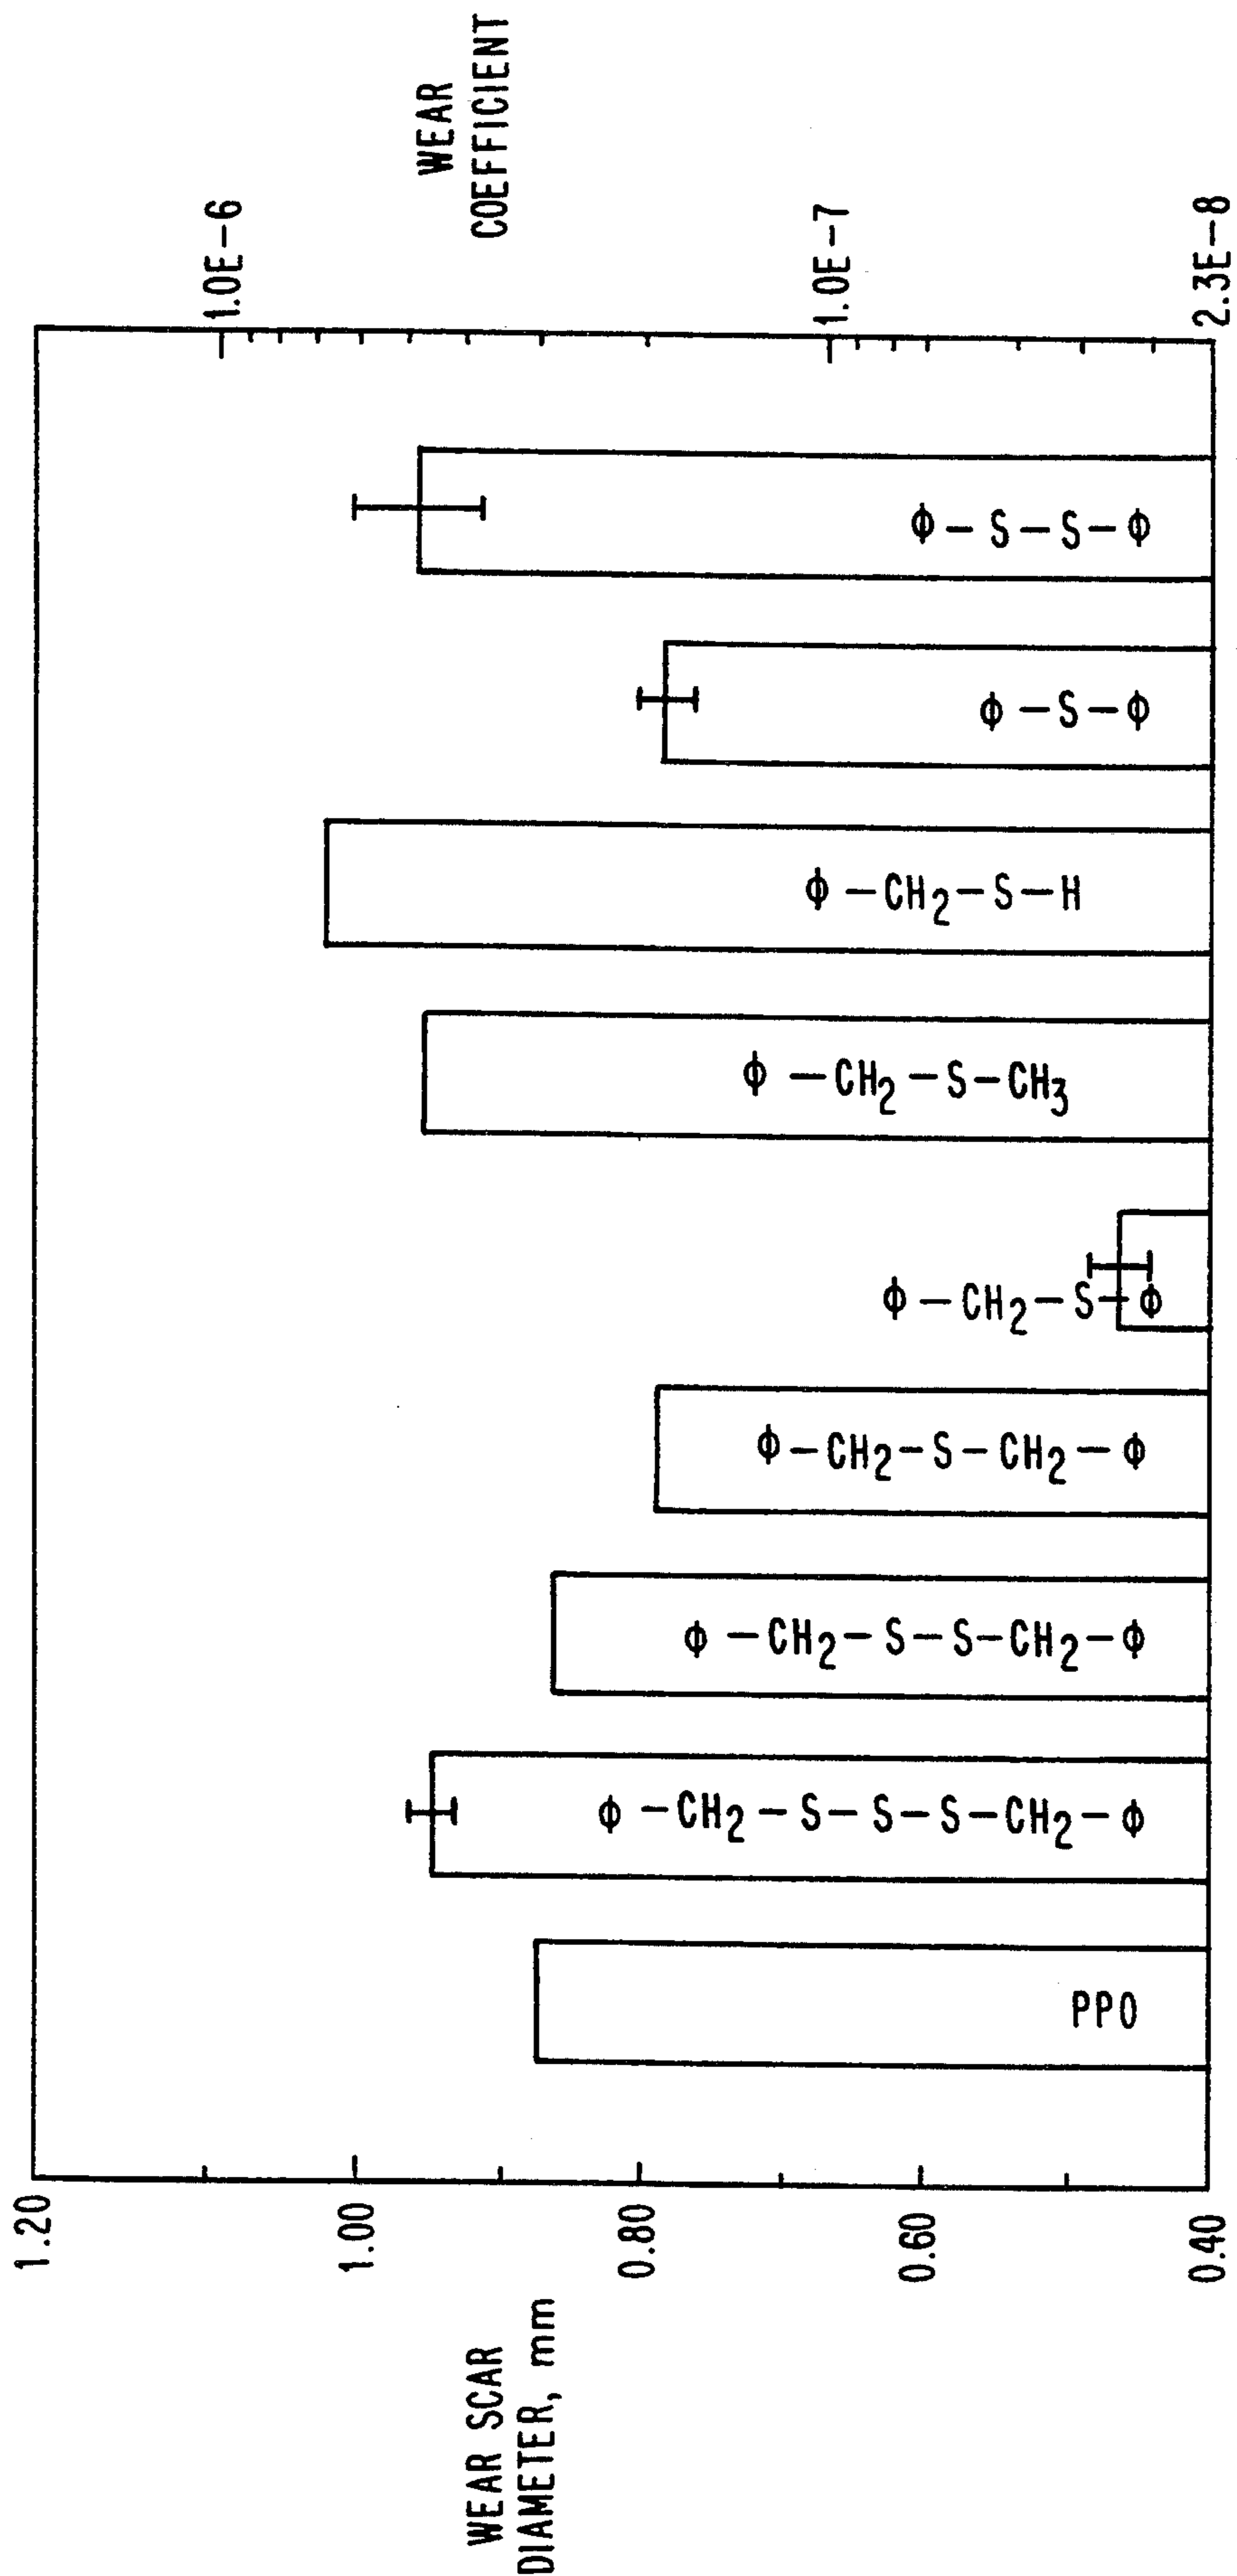 WEAR SCAR
DIAMETER, mm
1.20
1.00
0.80
0.60
0.40
PPO
Φ-CH2-S-S-S-CH2-Φ
Φ-CH2-S-S-CH2-Φ
Φ-CH2-S-CH2-Φ
Φ-CH2-S-Φ
Φ-CH2-S-CH3
Φ-CH2-S-H
Φ-S-Φ
Φ-S-S-Φ
WEAR
COEFFICIENT
1.0E-6
1.0E-7
2.3E-8